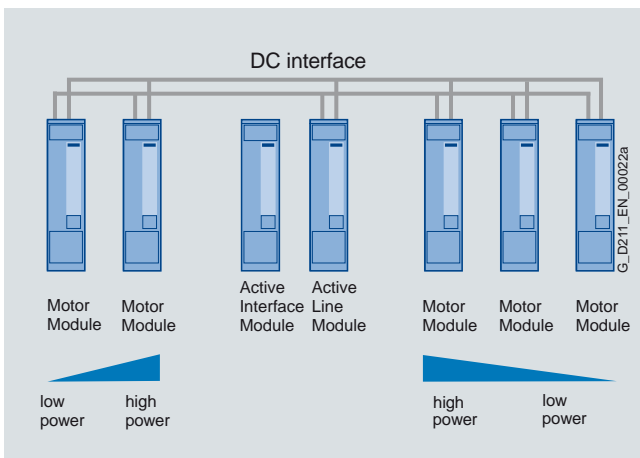 DC interface
Motor
Module
Motor
Module
Active
Interface
Module
Active
Line
Module
Motor
Module
Motor
Module
Motor
Module
low
power
high
power
high
power
low
power
G_D211_EN_00022a